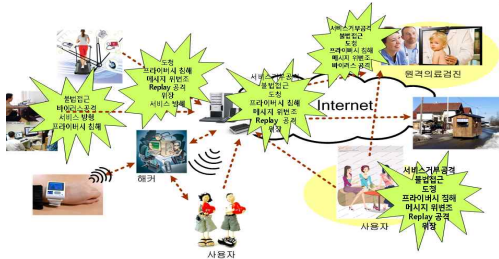 서비스거부공격
불법접근
도청
프라이버시 침해
메시지 위변조
바이러스 공격
원격의료검진
도청
프라이버시 침해
메시지 위변조
Replay 공격
위장
서비스 방해
불법접근
바이러스공격
서비스 방행
프라이버시 침해
서비스거부공격
불법접근
도청
프라이버시 침해
메시지 위변조
Replay 공격
위장
Internet
해커
사용자
서비스거부공격
불법접근
도청
프라이버시 침해
메시지 위변조
Replay 공격
위장
사용자